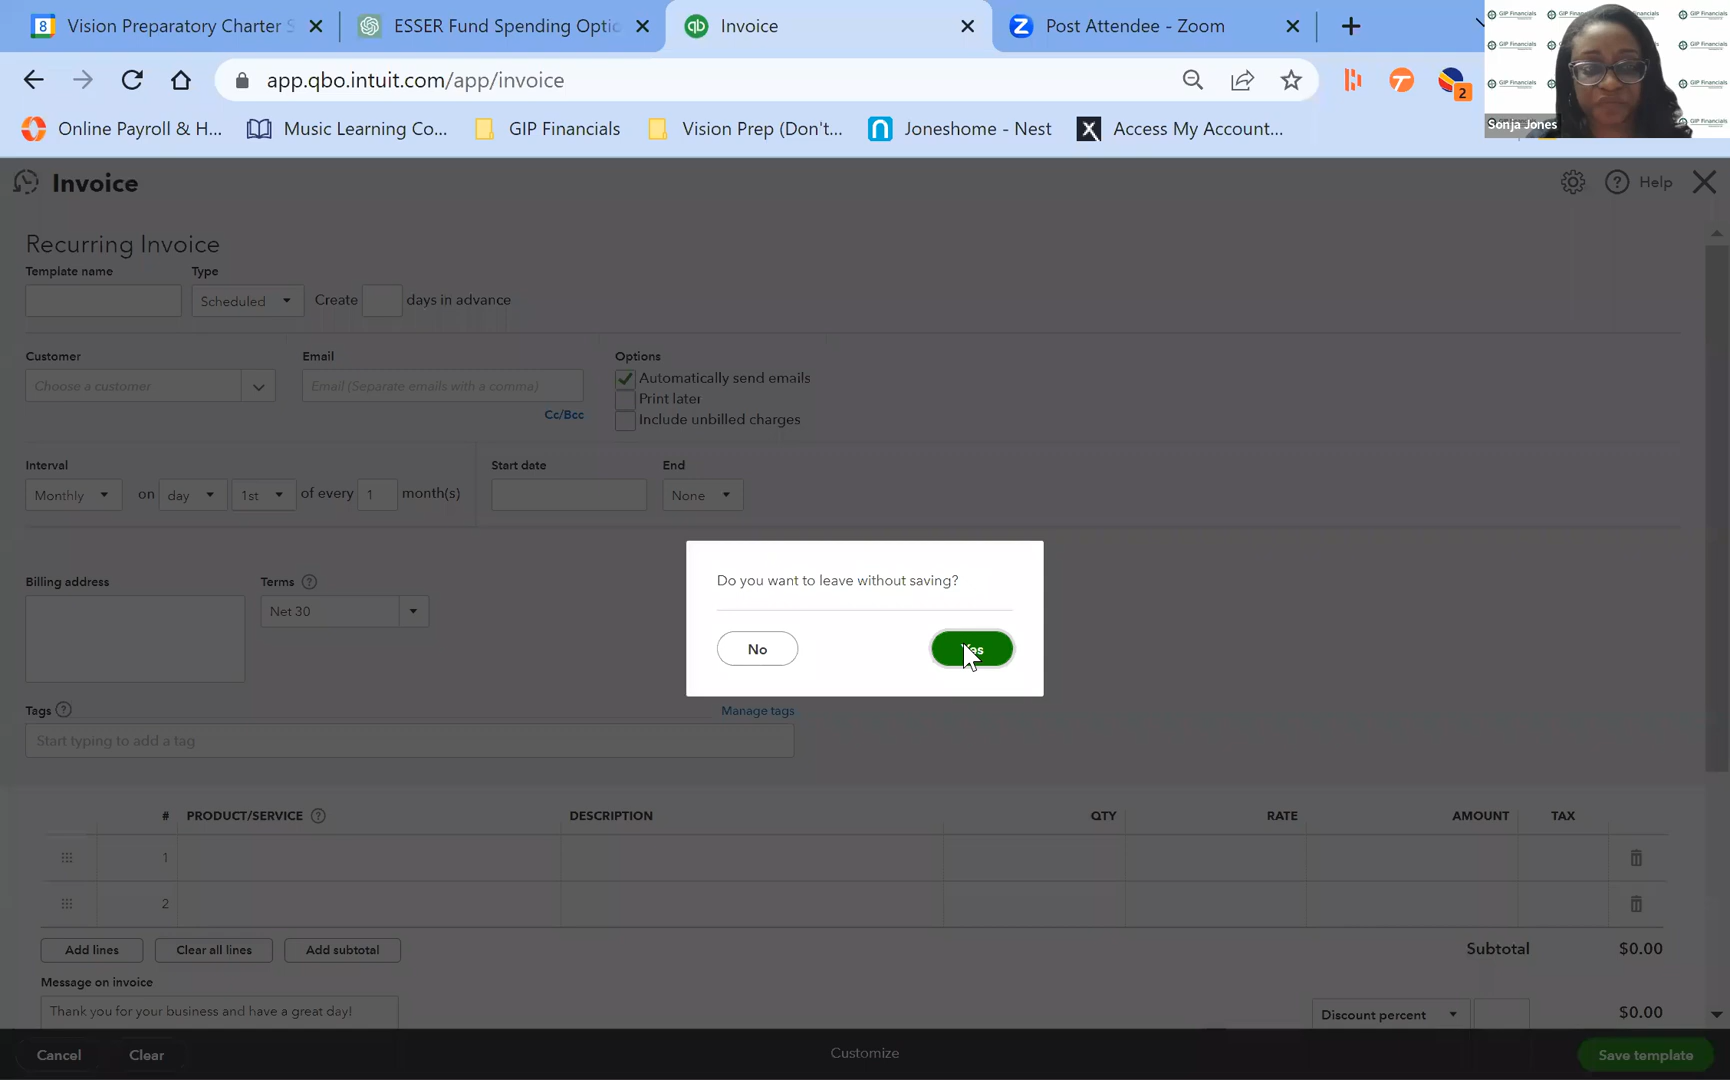 Vision Preparatory Charter S
ESSER Fund Spending Optio
Invoice
Post Attendee - Zoom
app.qbo.intuit.com/app/invoice
2
Online Payroll & H...
Music Learning Co...
GIP Financials
Vision Prep (Don't...
Joneshome - Nest
Access My Account...
GIP Financials
Sonja Jones
Invoice
Help
Recurring Invoice
Template name
Type
Scheduled
Create
days in advance
Customer
Email
Options
Choose a customer
Email (Separate emails with a comma)
Automatically send emails
Print later
Include unbilled charges
Cc/Bcc
Interval
Start date
End
Monthly
on
day
1st
of every
1
month(s)
None
Do you want to leave without saving?
No
Billing address
Terms
Net 30
Tags
Manage tags
Start typing to add a tag
# PRODUCT/SERVICE DESCRIPTION QTY RATE AMOUNT TAX
1
2
Add lines
Clear all lines
Add subtotal
Subtotal
$0.00
Message on invoice
Thank you for your business and have a great day!
Discount percent
$0.00
Cancel
Clear
Customize
Save template